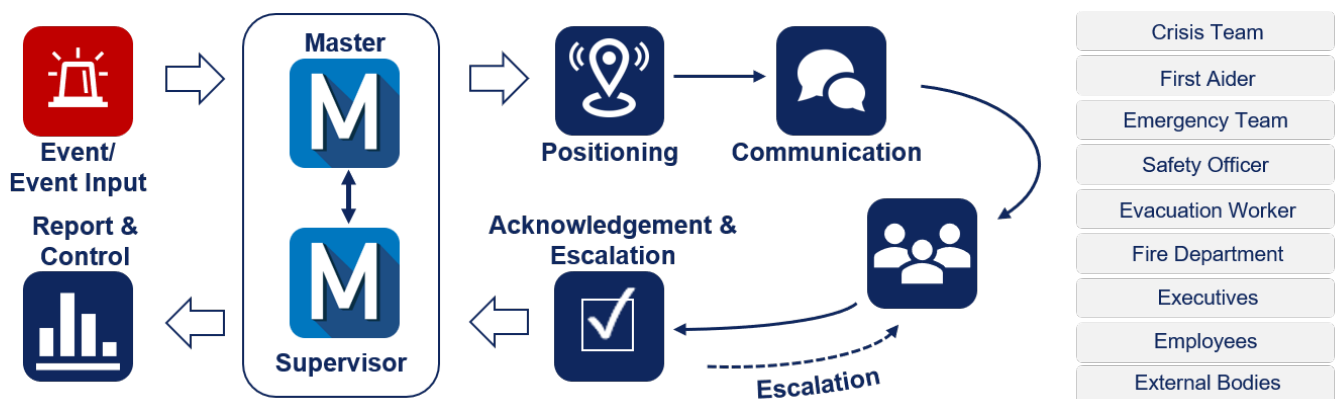 Master
M
Event/
Event Input
Positioning
Communication
Report &
Control
M
Supervisor
Acknowledgement &
Escalation
Escalation
Crisis Team
First Aider
Emergency Team
Safety Officer
Evacuation Worker
Fire Department
Executives
Employees
External Bodies